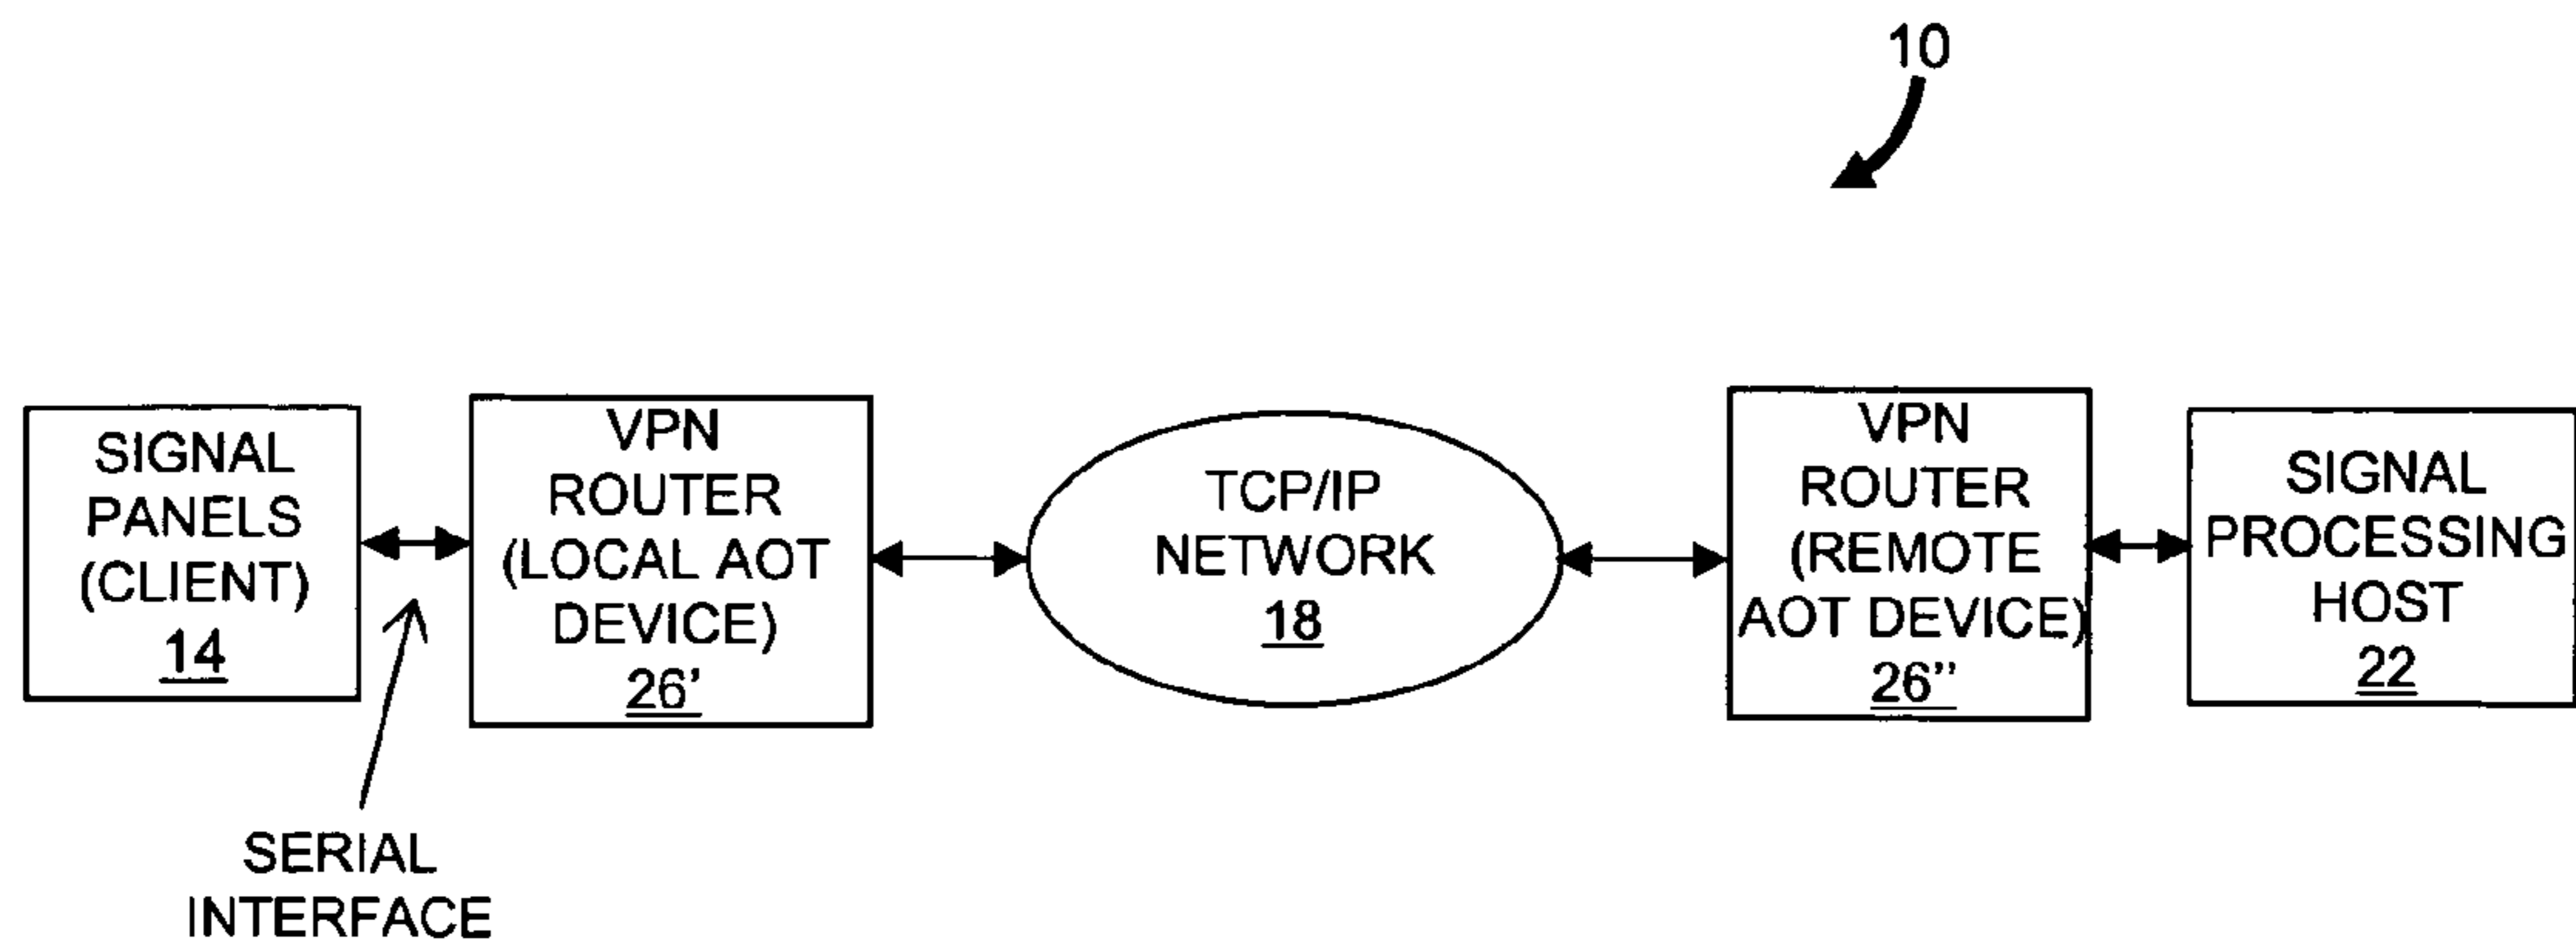 10
SIGNAL
PANELS
(CLIENT)
14
VPN
ROUTER
(LOCAL AOT
DEVICE)
26'
TCP/IP
NETWORK
18
VPN
ROUTER
(REMOTE
AOT DEVICE)
26''
SIGNAL
PROCESSING
HOST
22
SERIAL
INTERFACE